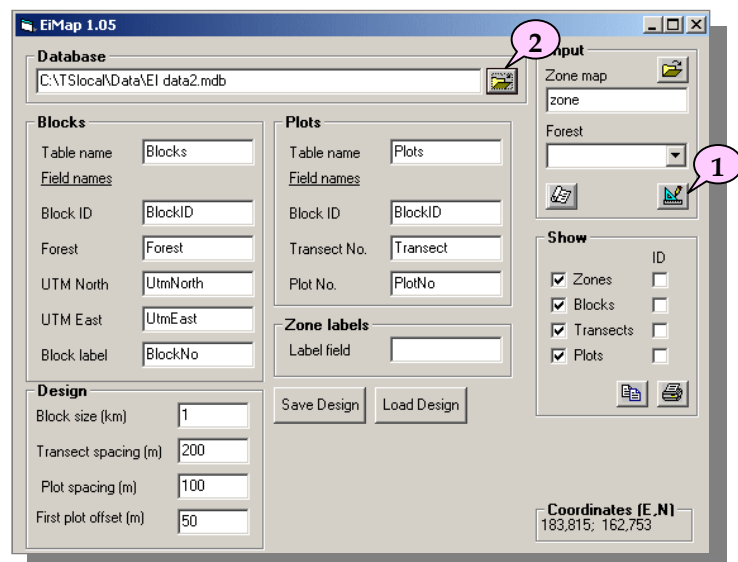 EiMap 1.05
Database
C:\TSlocal\Data\EI data2.mdb
2
Input
Zone map
zone
Forest
1
Blocks
Table name Blocks
Field names
Block ID BlockID
Forest Forest
UTM North UtmNorth
UTM East UtmEast
Block label BlockNo
Plots
Table name Plots
Field names
Block ID BlockID
Transect No. Transect
Plot No. PlotNo
Zone labels
Label field
Show
ID
Zones
Blocks
Transects
Plots
Design
Block size (km) 1
Transect spacing (m) 200
Plot spacing (m) 100
First plot offset (m) 50
Save Design Load Design
Coordinates (E,N)
183,815; 162,753